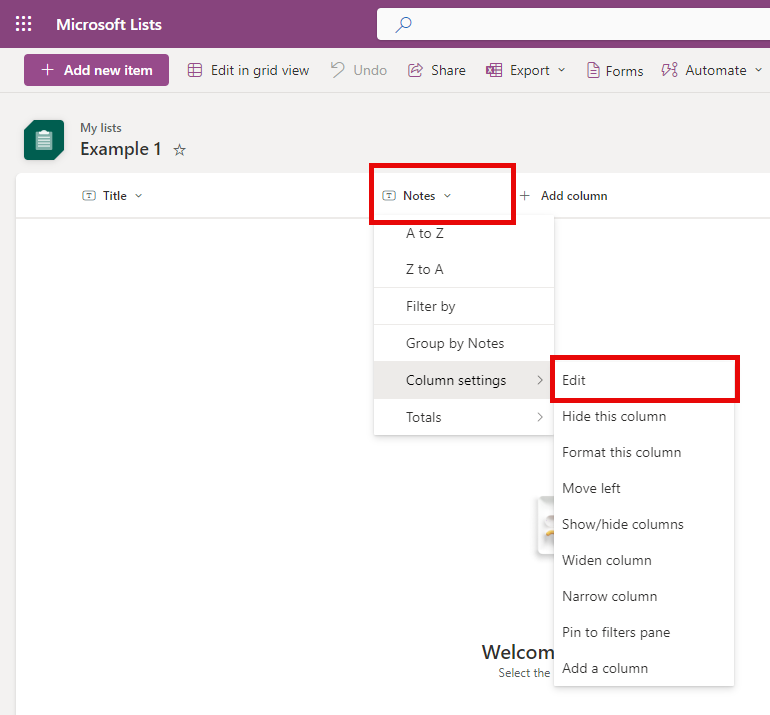 Microsoft Lists
Add new item Edit in grid view Undo Share Export Forms Automate
My lists
Example 1
Title Notes Add column
A to Z
Z to A
Filter by
Group by Notes
Column settings Edit
Hide this column
Totals
Format this column
Move left
Show/hide columns
Widen column
Narrow column
Pin to filters pane
Welcom
Add a column
Select the